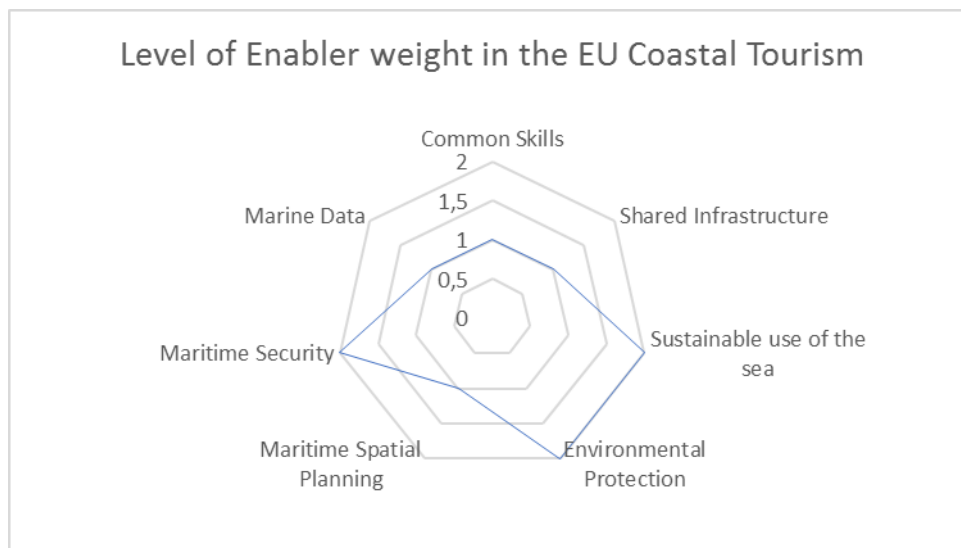 Level of Enabler weight in the EU Coastal Tourism
Common Skills
2
1,5
1
0,5
0
Shared Infrastructure
Sustainable use of the
sea
Environmental
Protection
Maritime Spatial
Planning
Maritime Security
Marine Data